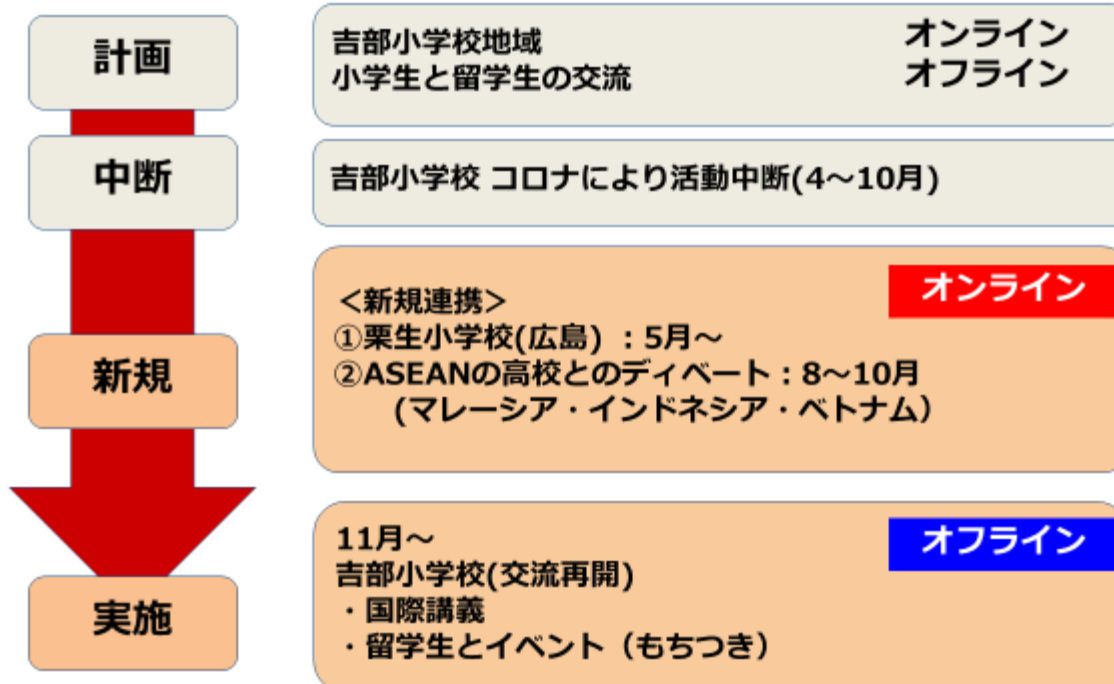 計画
吉部小学校地域 オンライン
小学生と留学生の交流 オフライン
中断
吉部小学校 コロナにより活動中断(4～10月)
新規
オンライン
＜新規連携＞
①栗生小学校(広島) ：5月～
②ASEANの高校とのディベート：8～10月
(マレーシア・インドネシア・ベトナム）
実施
11月～ オフライン
吉部小学校(交流再開)
・国際講義
・留学生とイベント（もちつき）